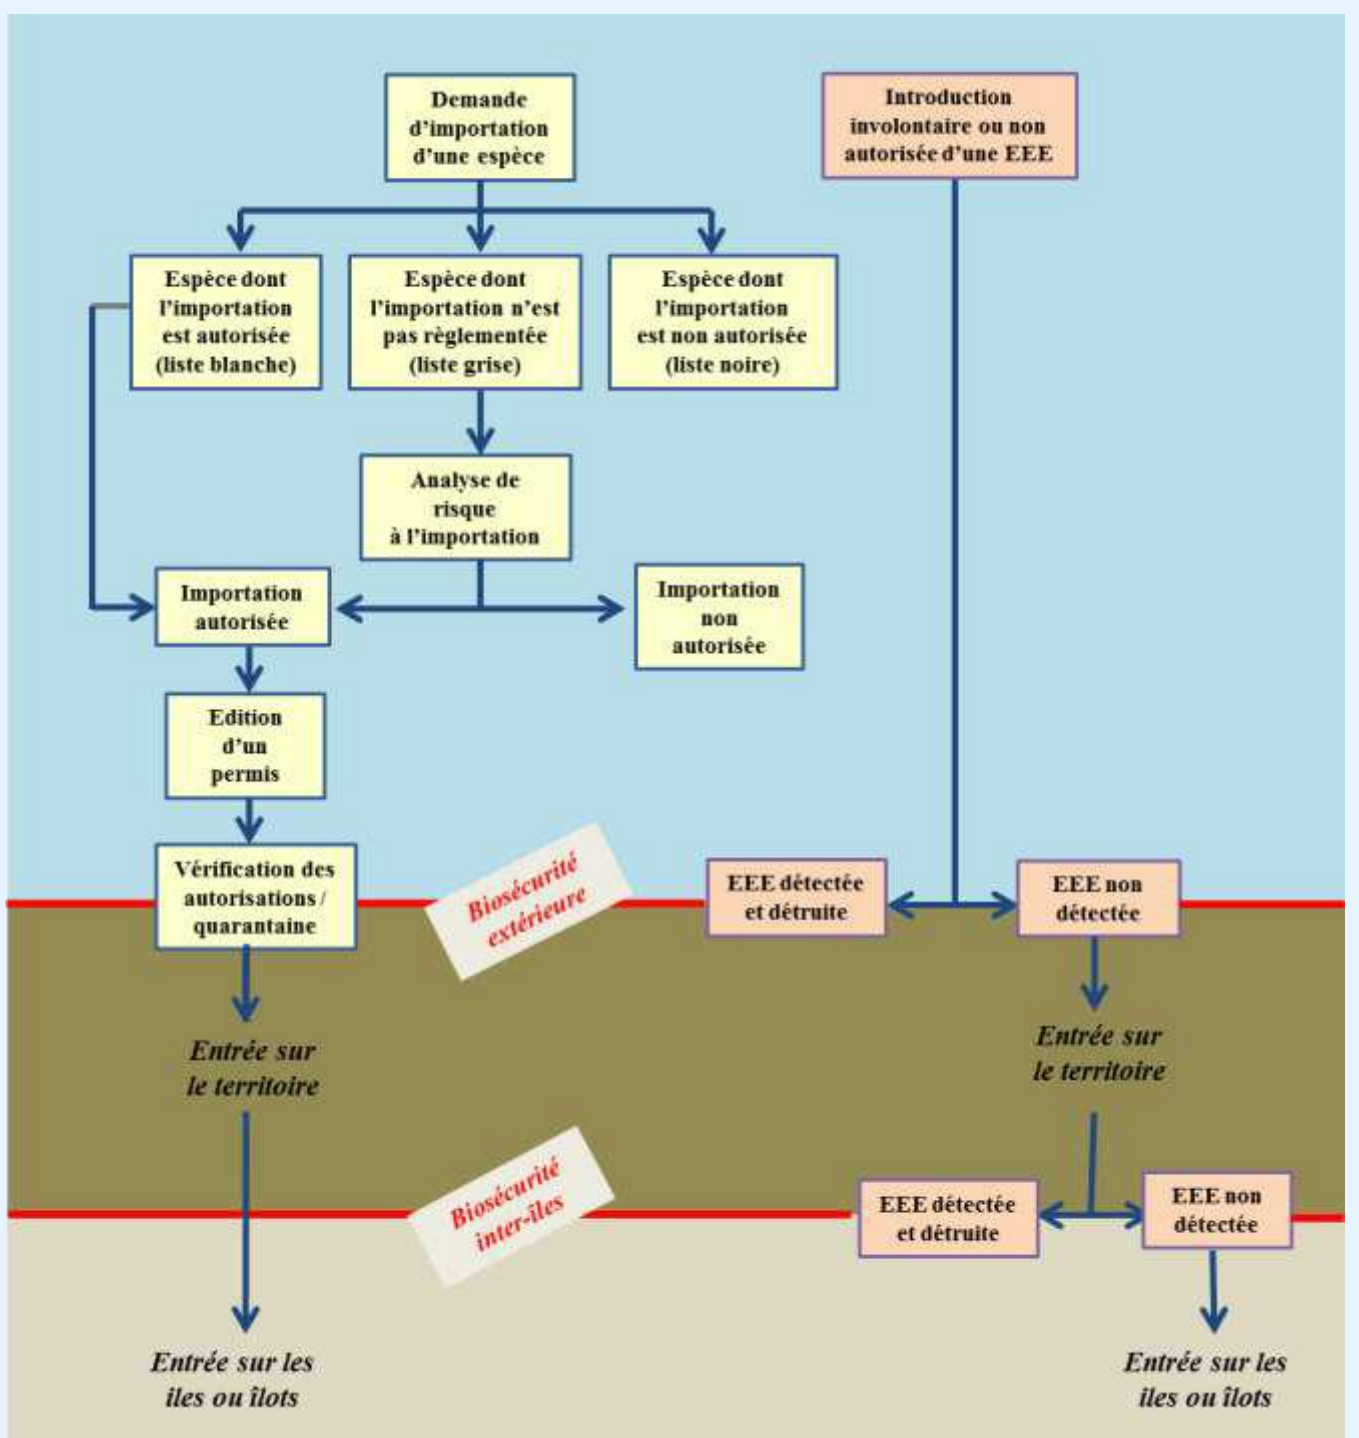 Demande
d'importation
d'une espèce
Introduction
involontaire ou non
autorisée d'une EEE
Espèce dont
l'importation
est autorisée
(liste blanche)
Espèce dont
l'importation n'est
pas règlementée
(liste grise)
Espèce dont
l'importation
est non autorisée
(liste noire)
Analyse de
risque
à l'importation
Importation
autorisée
Importation
non
autorisée
Edition
d'un
permis
Vérification des
autorisations /
quarantaine
Biosécurité
extérieure
EEE détectée
et détruite
EEE non
détectée
Entrée sur
le territoire
Entrée sur
le territoire
Biosécurité
inter-îles
EEE détectée
et détruite
EEE non
détectée
Entrée sur les
iles ou îlots
Entrée sur les
iles ou îlots